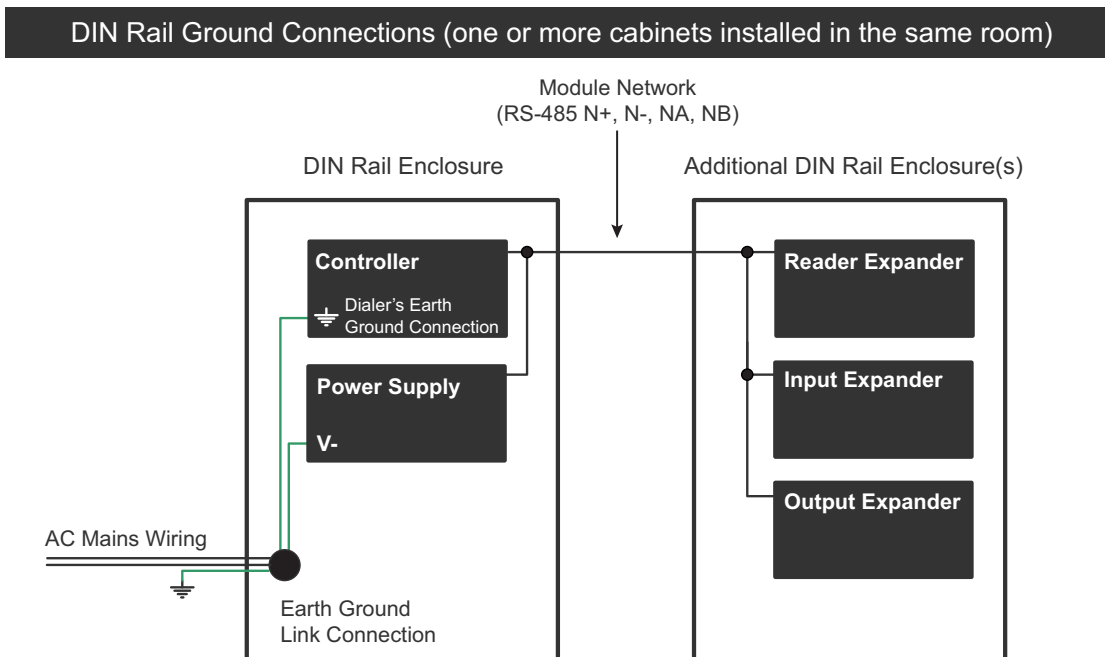 DIN Rail Ground Connections (one or more cabinets installed in the same room)
Module Network
(RS-485 N+, N-, NA, NB)
DIN Rail Enclosure
Additional DIN Rail Enclosure(s)
Controller
Dialer's Earth
Ground Connection
Power Supply
V-
Reader Expander
Input Expander
Output Expander
AC Mains Wiring
Earth Ground
Link Connection